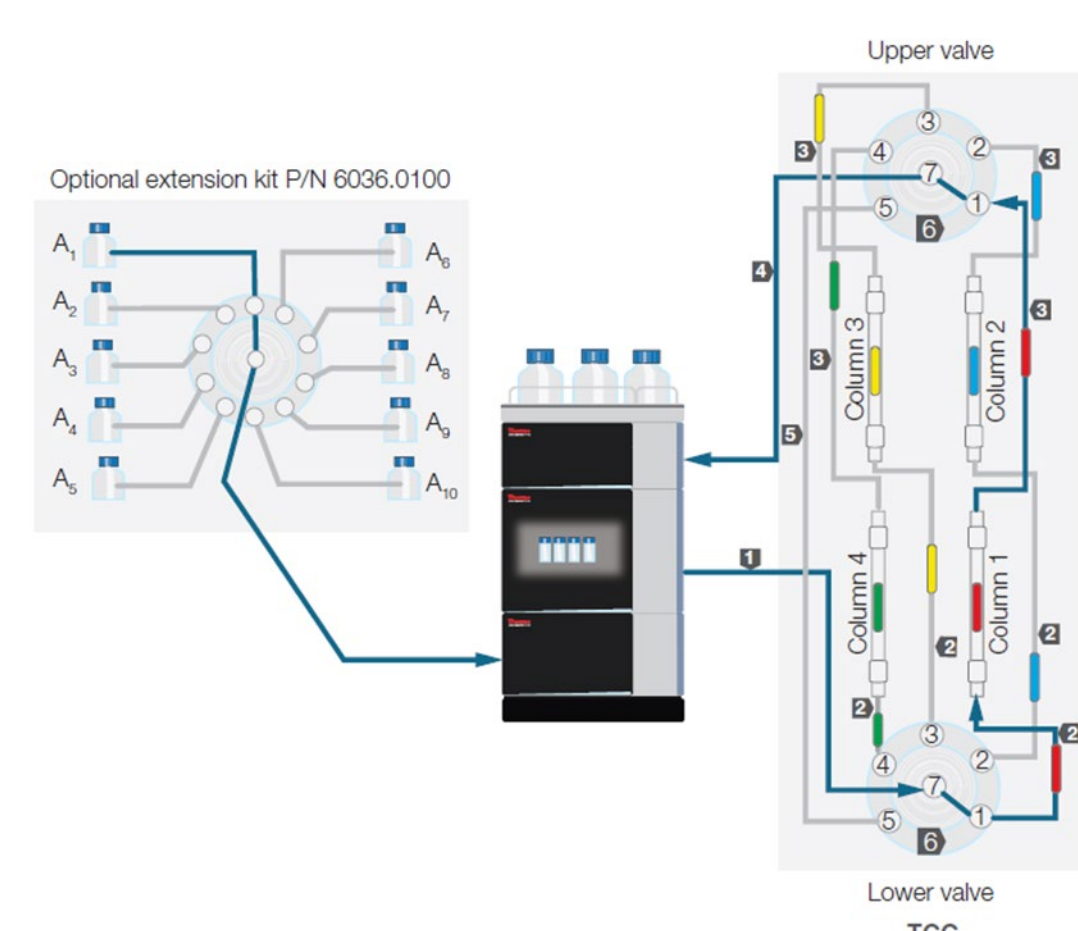 Upper valve
Optional extension kit P/N 6036.0100
A1
A2
A3
A4
A5
A6
A7
A8
A9
A10
3
4
2
7
5
1
6
3
3
4
3
3
5
Column 3
Column 2
1
Column 4
Column 1
2
2
2
2
3
4
2
7
5
1
6
Lower valve